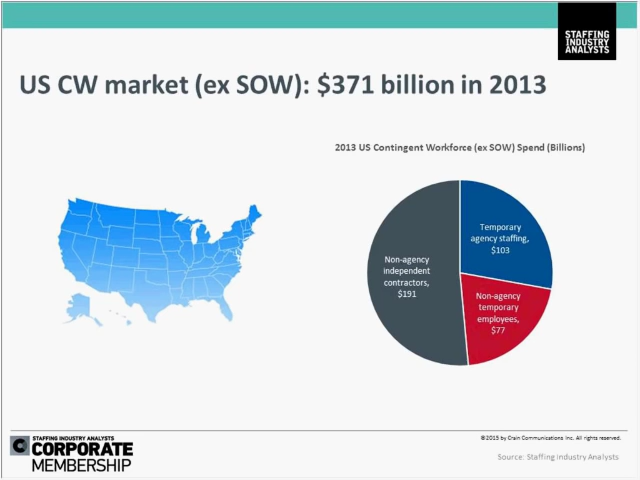 STAFFING
INDUSTRY
ANALYSTS
US CW market (ex SOW): $371 billion in 2013
2013 US Contingent Workforce (ex SOW) Spend (Billions)
Temporary
agency staffing,
$103
Non-agency
independent
contractors,
$191
Non-agency
temporary
employees,
$77
STAFFING INDUSTRY ANALYSTS
CORPORATE
MEMBERSHIP
©2015 by Crain Communications Inc. All rights reserved.
Source: Staffing Industry Analysts